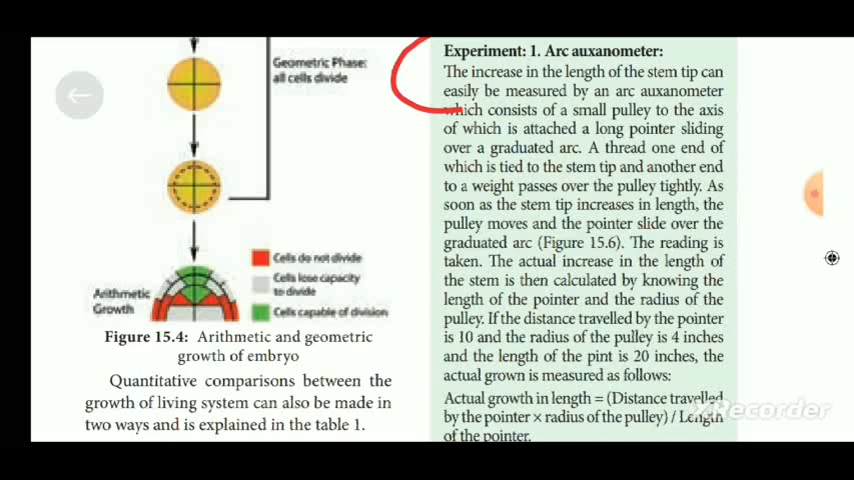 Geometric Phase:
all cells divide
Arithmetic
Growth
Cells do not divide
Cells lose capacity
to divide
Cells capable of division
Figure 15.4: Arithmetic and geometric
growth of embryo
Quantitative comparisons between the
growth of living system can also be made in
two ways and is explained in the table 1.
Experiment: 1. Arc auxanometer:
The increase in the length of the stem tip can
easily be measured by an arc auxanometer
which consists of a small pulley to the axis
of which is attached a long pointer sliding
over a graduated arc. A thread one end of
which is tied to the stem tip and another end
to a weight passes over the pulley tightly. As
soon as the stem tip increases in length, the
pulley moves and the pointer slide over the
graduated arc (Figure 15.6). The reading is
taken. The actual increase in the length of
the stem is then calculated by knowing the
length of the pointer and the radius of the
pulley. If the distance travelled by the pointer
is 10 and the radius of the pulley is 4 inches
and the length of the pint is 20 inches, the
actual grown is measured as follows:
Actual growth in length = (Distance travelled
by the pointer × radius of the pulley) / Length
of the pointer.
XRecorder